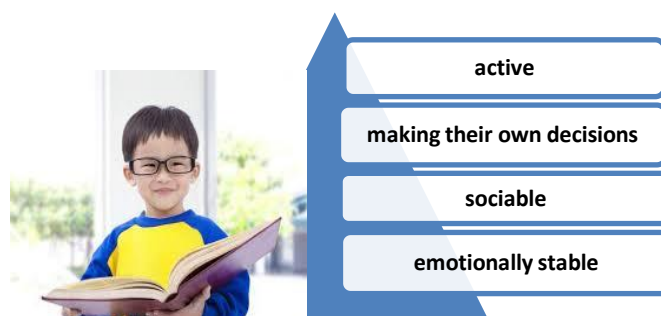 active
making their own decisions
sociable
emotionally stable